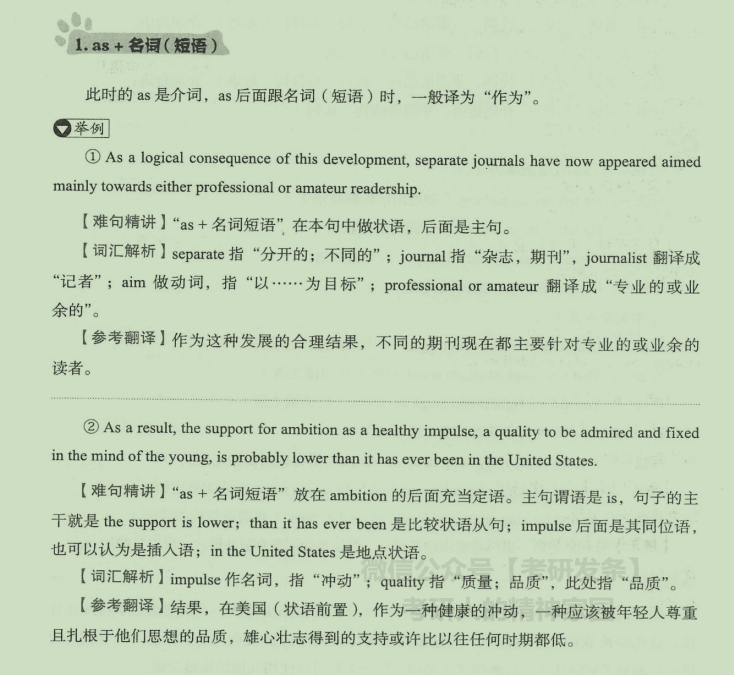 1. as + 名词（短语）
此时的 as 是介词，as 后面跟名词（短语）时，一般译为“作为”。
举例
① As a logical consequence of this development, separate journals have now appeared aimed
mainly towards either professional or amateur readership.
【难句精讲】“as + 名词短语”在本句中做状语，后面是主句。
【词汇解析】separate 指“分开的；不同的”；journal 指“杂志，期刊”，journalist 翻译成
“记者”；aim 做动词，指“以……为目标”；professional or amateur 翻译成“专业的或业
余的”。
【参考翻译】作为这种发展的合理结果，不同的期刊现在都主要针对专业的或业余的
读者。
② As a result, the support for ambition as a healthy impulse, a quality to be admired and fixed
in the mind of the young, is probably lower than it has ever been in the United States.
【难句精讲】“as + 名词短语”放在 ambition 的后面充当定语。主句谓语是 is，句子的主
干就是 the support is lower；than it has ever been 是比较状语从句；impulse 后面是其同位语，
也可以认为是插入语；in the United States 是地点状语。
微信公众号【考研发条】
【词汇解析】impulse 作名词，指“冲动”；quality 指“质量；品质”，此处指“品质”。
【参考翻译】结果，在美国（状语前置），作为一种健康的冲动，一种应该被年轻人尊重
且扎根于他们思想的品质，雄心壮志得到的支持或许比以往任何时期都低。